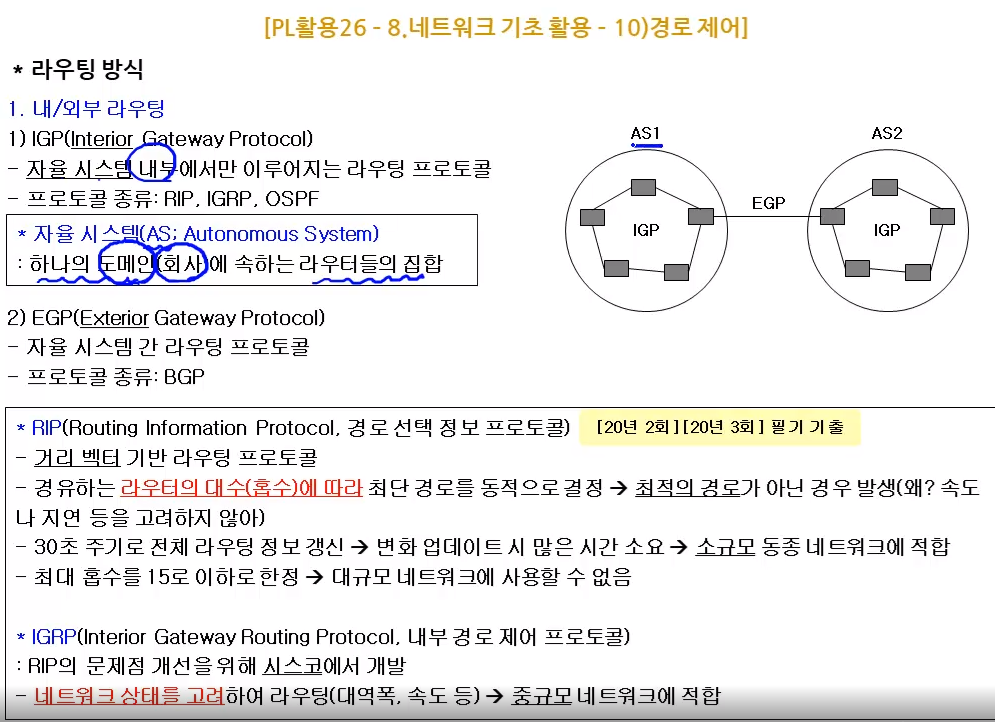 [PL활용26 - 8.네트워크 기초 활용 - 10)경로 제어]
* 라우팅 방식
1. 내/외부 라우팅
1) IGP(Interior Gateway Protocol)
- 자율 시스템 내부에서만 이루어지는 라우팅 프로토콜
- 프로토콜 종류: RIP, IGRP, OSPF
* 자율 시스템(AS; Autonomous System)
: 하나의 도메인(회사)에 속하는 라우터들의 집합
AS1
AS2
IGP
EGP
IGP
2) EGP(Exterior Gateway Protocol)
- 자율 시스템 간 라우팅 프로토콜
- 프로토콜 종류: BGP
* RIP(Routing Information Protocol, 경로 선택 정보 프로토콜) [20년 2회][20년 3회] 필기 기출
- 거리 벡터 기반 라우팅 프로토콜
- 경유하는 라우터의 대수(홉수)에 따라 최단 경로를 동적으로 결정 → 최적의 경로가 아닌 경우 발생(왜? 속도
나 지연 등을 고려하지 않아)
- 30초 주기로 전체 라우팅 정보 갱신 → 변화 업데이트 시 많은 시간 소요 → 소규모 동종 네트워크에 적합
- 최대 홉수를 15로 이하로 한정 → 대규모 네트워크에 사용할 수 없음
* IGRP(Interior Gateway Routing Protocol, 내부 경로 제어 프로토콜)
: RIP의 문제점 개선을 위해 시스코에서 개발
- 네트워크 상태를 고려하여 라우팅(대역폭, 속도 등) → 중규모 네트워크에 적합